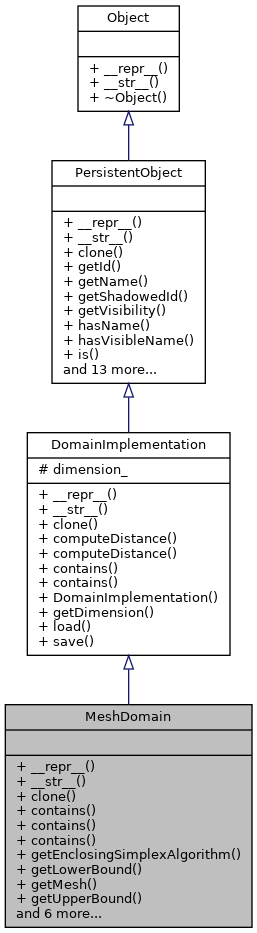 Object
+ __repr__()
+ __str__()
+ ~Object()
PersistentObject
+ __repr__()
+ __str__()
+ clone()
+ getId()
+ getName()
+ getShadowedId()
+ getVisibility()
+ hasName()
+ hasVisibleName()
+ is()
and 13 more...
DomainImplementation
# dimension_
+ __repr__()
+ __str__()
+ clone()
+ computeDistance()
+ computeDistance()
+ contains()
+ contains()
+ DomainImplementation()
+ getDimension()
+ load()
+ save()
MeshDomain
+ __repr__()
+ __str__()
+ clone()
+ contains()
+ contains()
+ contains()
+ getEnclosingSimplexAlgorithm()
+ getLowerBound()
+ getMesh()
+ getUpperBound()
and 6 more...